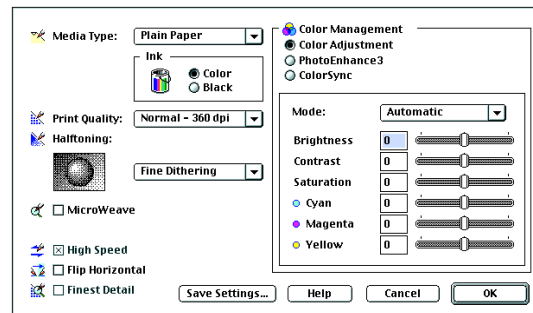 Media Type:
Plain Paper
Ink
Color
Black
Print Quality:
Normal - 360 dpi
Halftoning:
Fine Dithering
MicroWeave
High Speed
Flip Horizontal
Finest Detail
Color Management
Color Adjustment
PhotoEnhance3
ColorSync
Mode:
Automatic
Brightness
0
Contrast
0
Saturation
0
Cyan
0
Magenta
0
Yellow
0
Save Settings...
Help
Cancel
OK